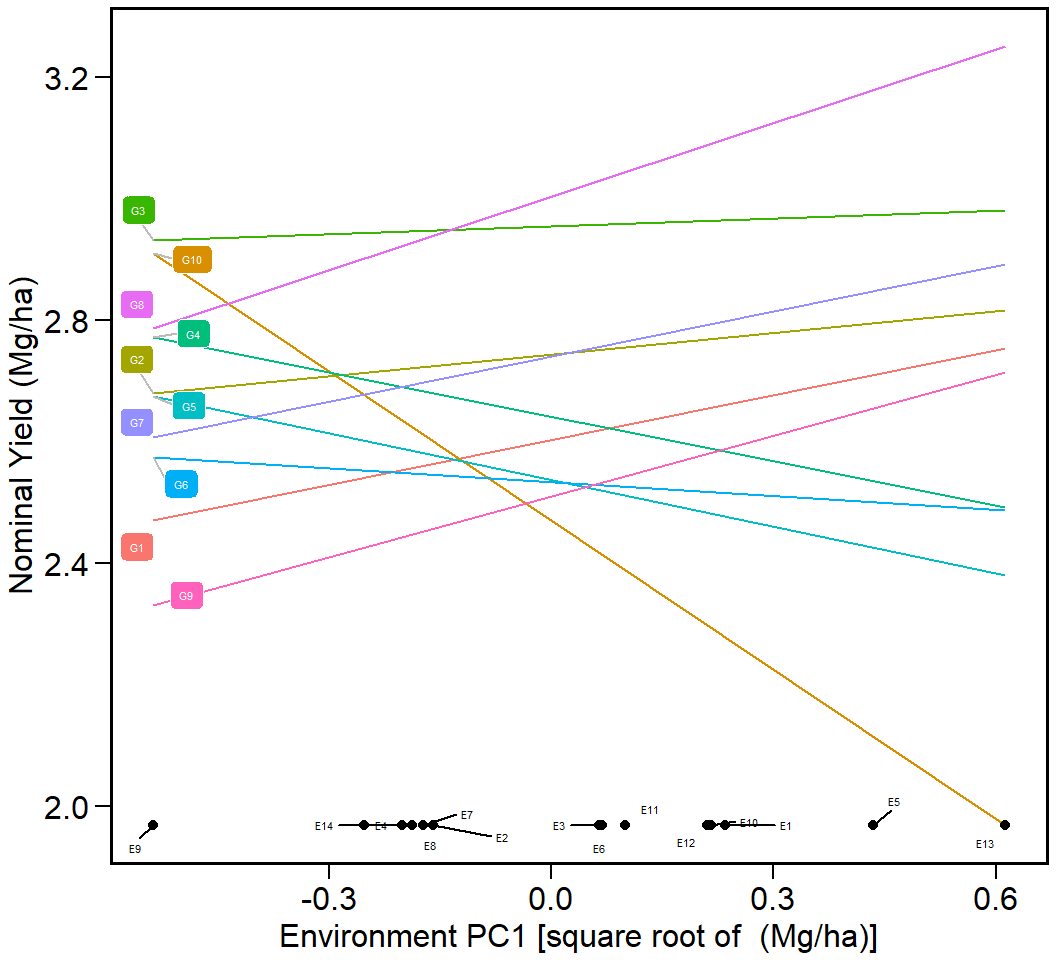 3.2
2.8
2.4
2.0
Nominal Yield (Mg/ha)
G3
G10
G8
G4
G2
G5
G7
G6
G1
G9
E9
E14
E4
E7
E8
E2
E3
E6
E11
E12
E10
E1
E5
E13
-0.3
0.0
0.3
0.6
Environment PC1 [square root of  (Mg/ha)]